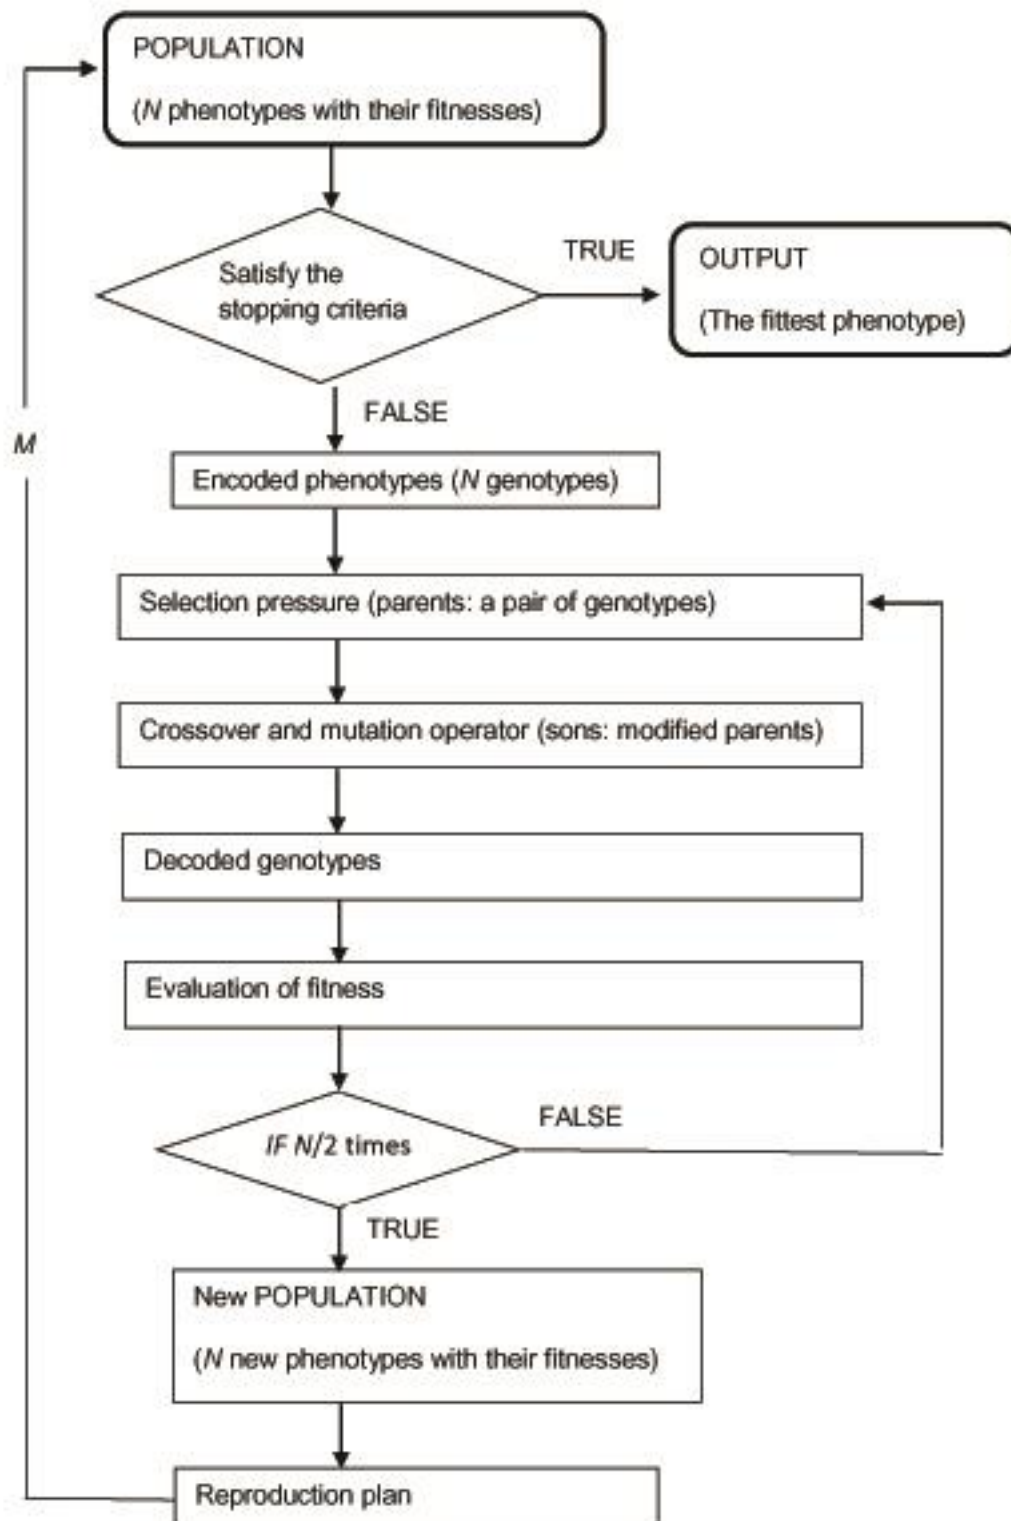 POPULATION
(N phenotypes with their fitnesses)
Satisfy the
stopping criteria
TRUE
OUTPUT
(The fittest phenotype)
FALSE
M
Encoded phenotypes (N genotypes)
Selection pressure (parents: a pair of genotypes)
Crossover and mutation operator (sons: modified parents)
Decoded genotypes
Evaluation of fitness
IF N/2 times
FALSE
TRUE
New POPULATION
(N new phenotypes with their fitnesses)
Reproduction plan